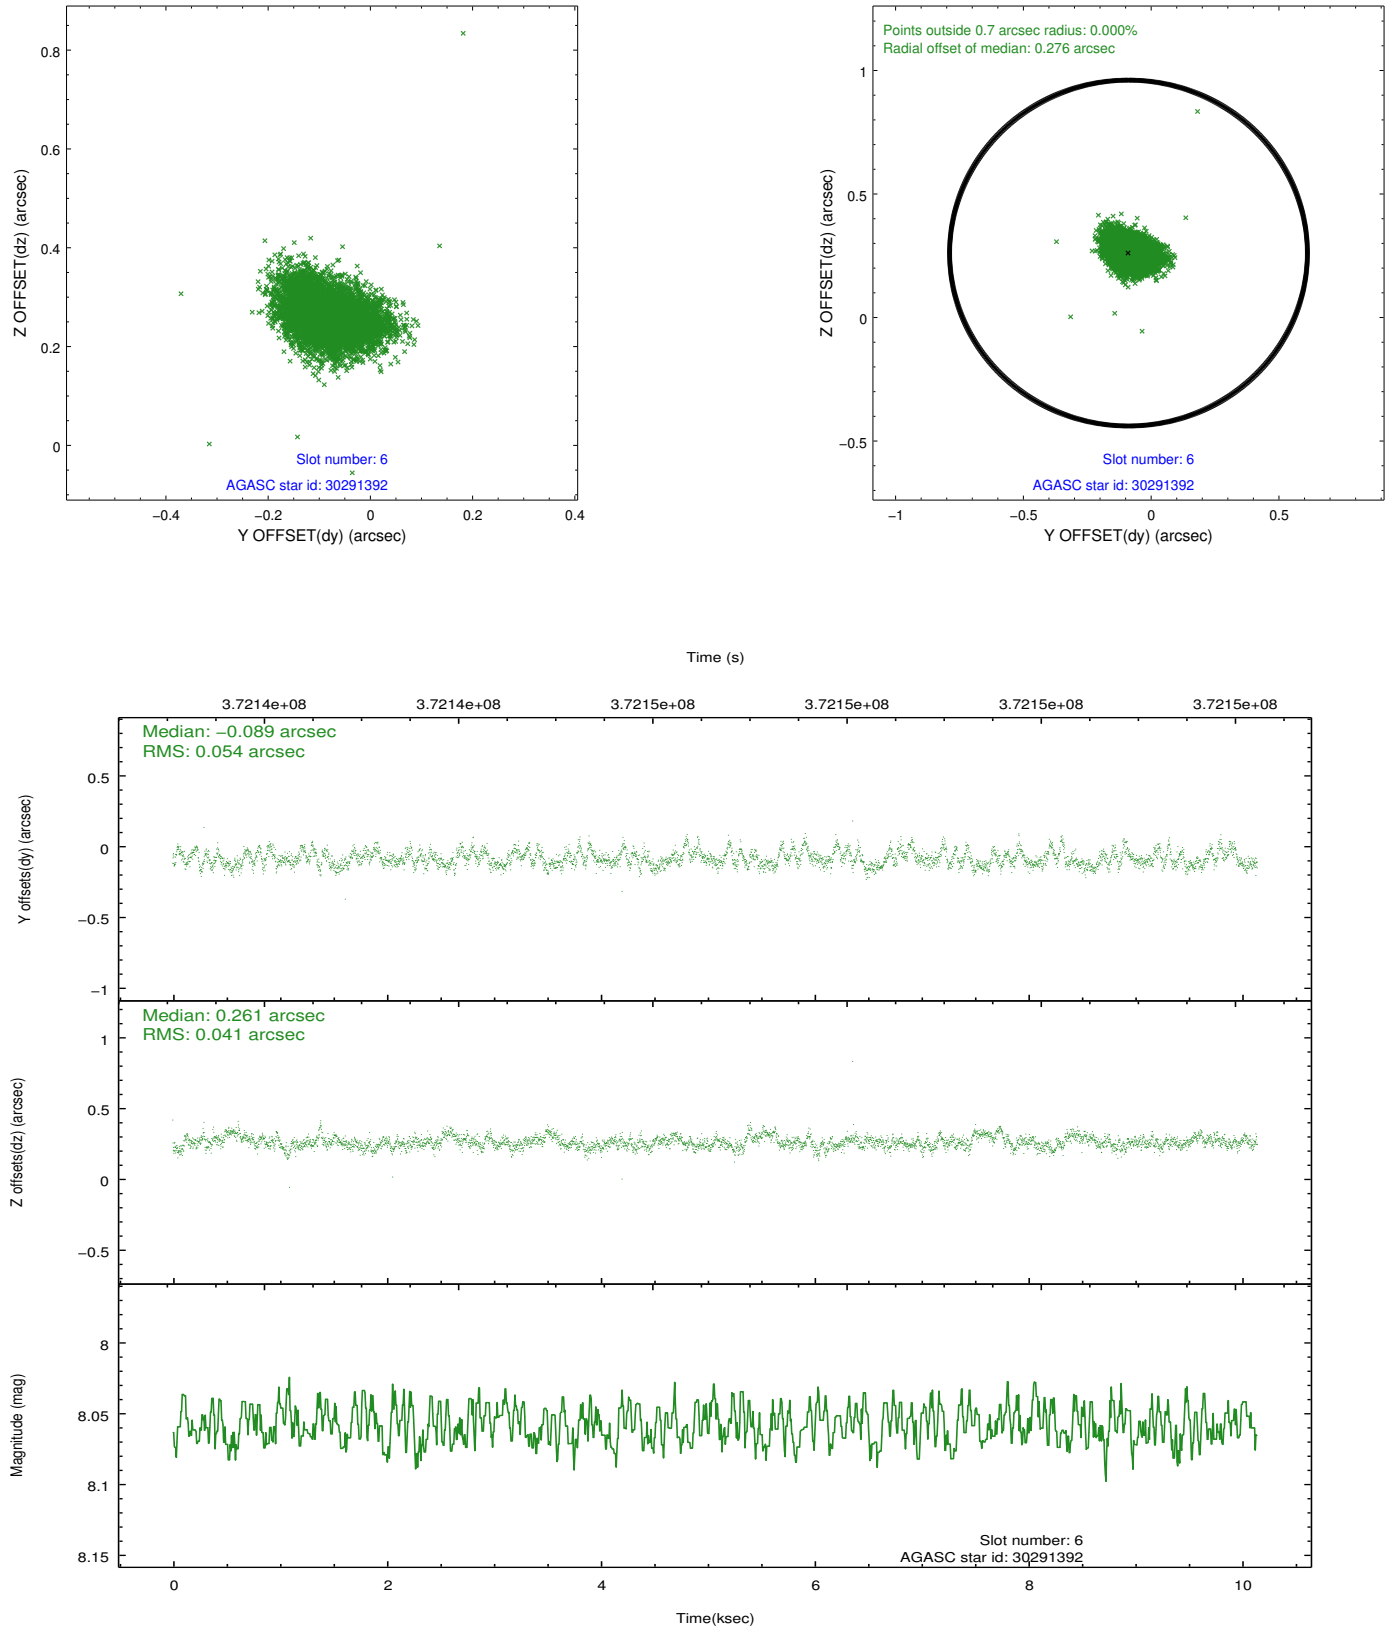 0.8
0.6
0.4
0.2
0
Z OFFSET(dz) (arcsec)
Slot number: 6
AGASC star id: 30291392
−0.4 −0.2 0 0.2 0.4
Y OFFSET(dy) (arcsec)
Points outside 0.7 arcsec radius: 0.000%
Radial offset of median: 0.276 arcsec
1
0.5
0
−0.5
Z OFFSET(dz) (arcsec)
Slot number: 6
AGASC star id: 30291392
−1 −0.5 0 0.5
Y OFFSET(dy) (arcsec)
Time (s)
3.7214e+08 3.7214e+08 3.7215e+08 3.7215e+08 3.7215e+08 3.7215e+08
Median: −0.089 arcsec
RMS: 0.054 arcsec
0.5
0
−0.5
−1
Y offsets(dy) (arcsec)
Median: 0.261 arcsec
RMS: 0.041 arcsec
1
0.5
0
−0.5
Z offsets(dz) (arcsec)
8
8.05
8.1
8.15
Magnitude (mag)
Slot number: 6
AGASC star id: 30291392
0 2 4 6 8 10
Time(ksec)